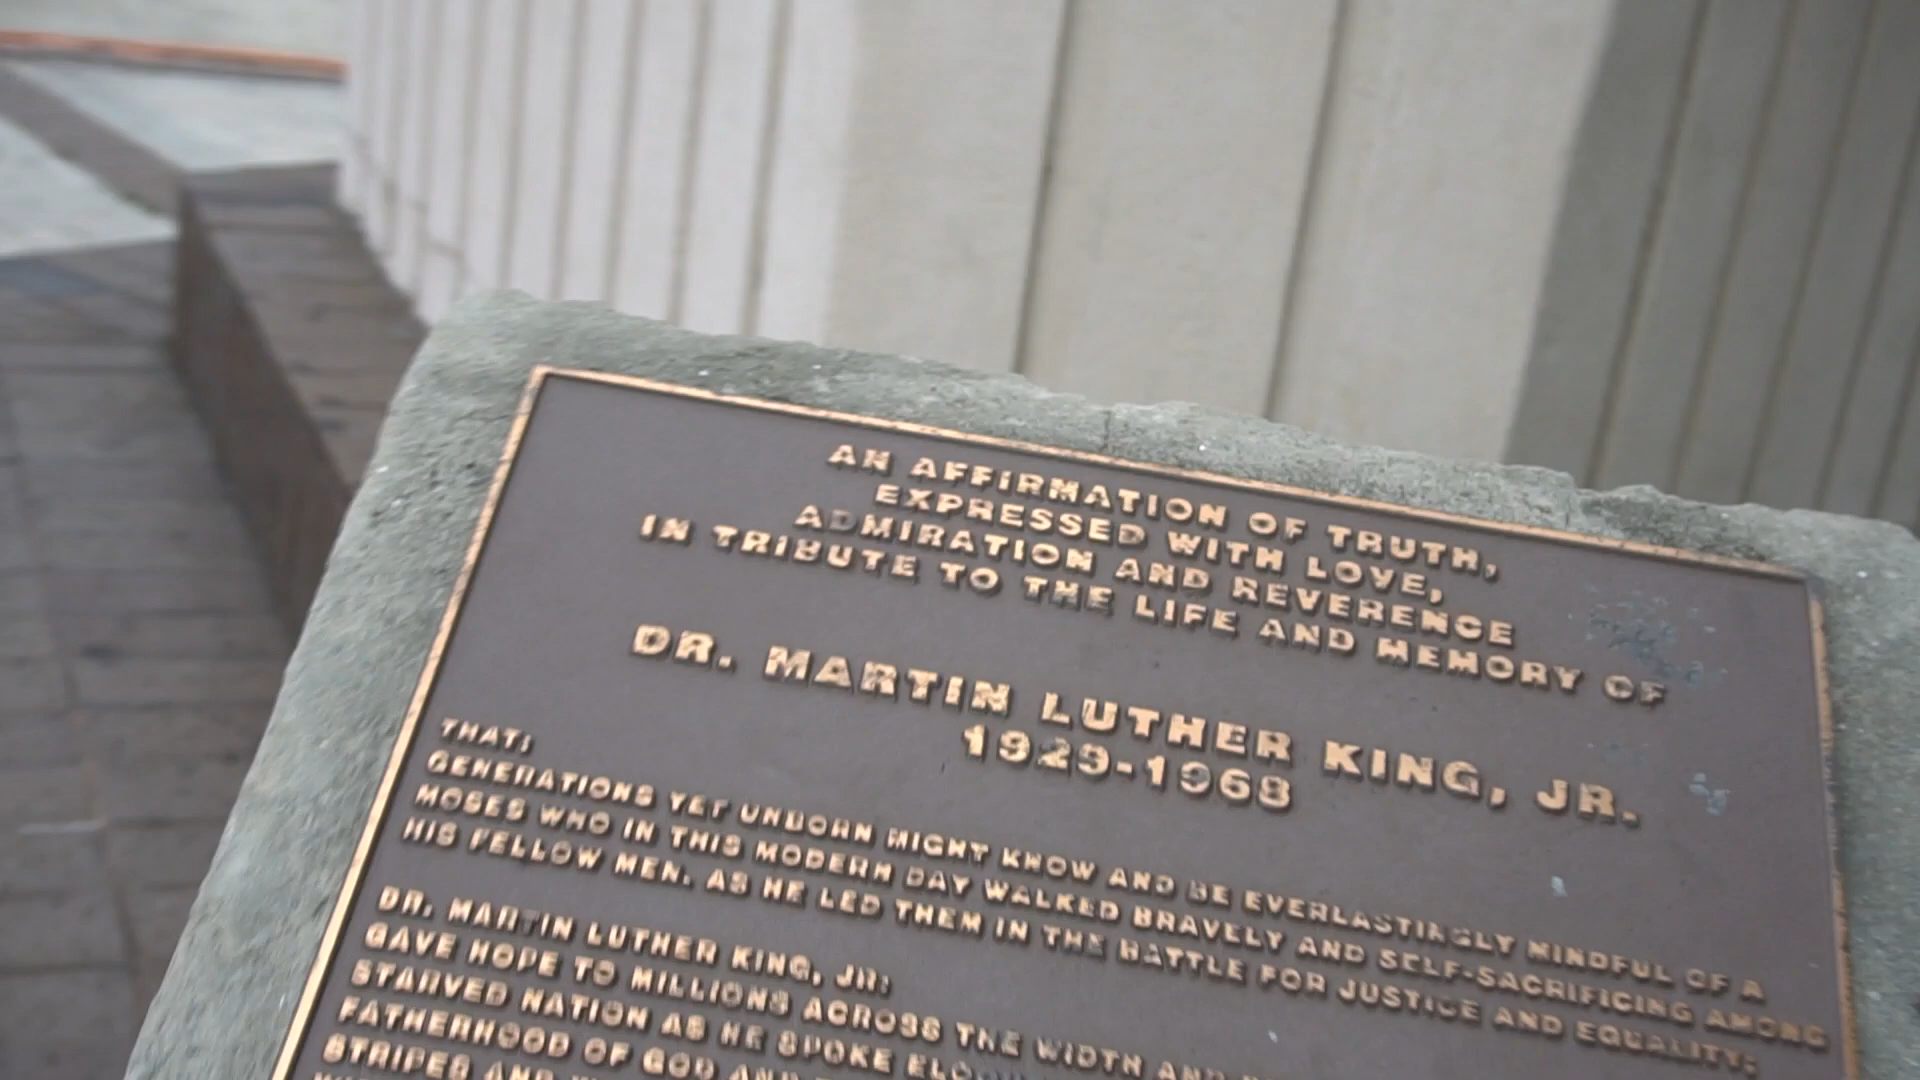 AN AFFIRMATION OF TRUTH,
EXPRESSED WITH LOVE,
ADMIRATION AND REVERENCE
IN TRIBUTE TO THE LIFE AND MEMORY OF
DR. MARTIN LUTHER KING, JR.
1929-1968
THAT:
GENERATIONS YET UNBORN MIGHT KNOW AND BE EVERLASTINGLY MINDFUL OF A
MOSES WHO IN THIS MODERN DAY WALKED BRAVELY AND SELF-SACRIFICING AMONG
HIS FELLOW MEN. AS HE LED THEM IN THE BATTLE FOR JUSTICE AND EQUALITY;
DR. MARTIN LUTHER KING, JR:
GAVE HOPE TO MILLIONS ACROSS THE WIDTH AND
STARVED NATION AS HE SPOKE
FATHERHOOD OF GOD AND
STRIPES AND